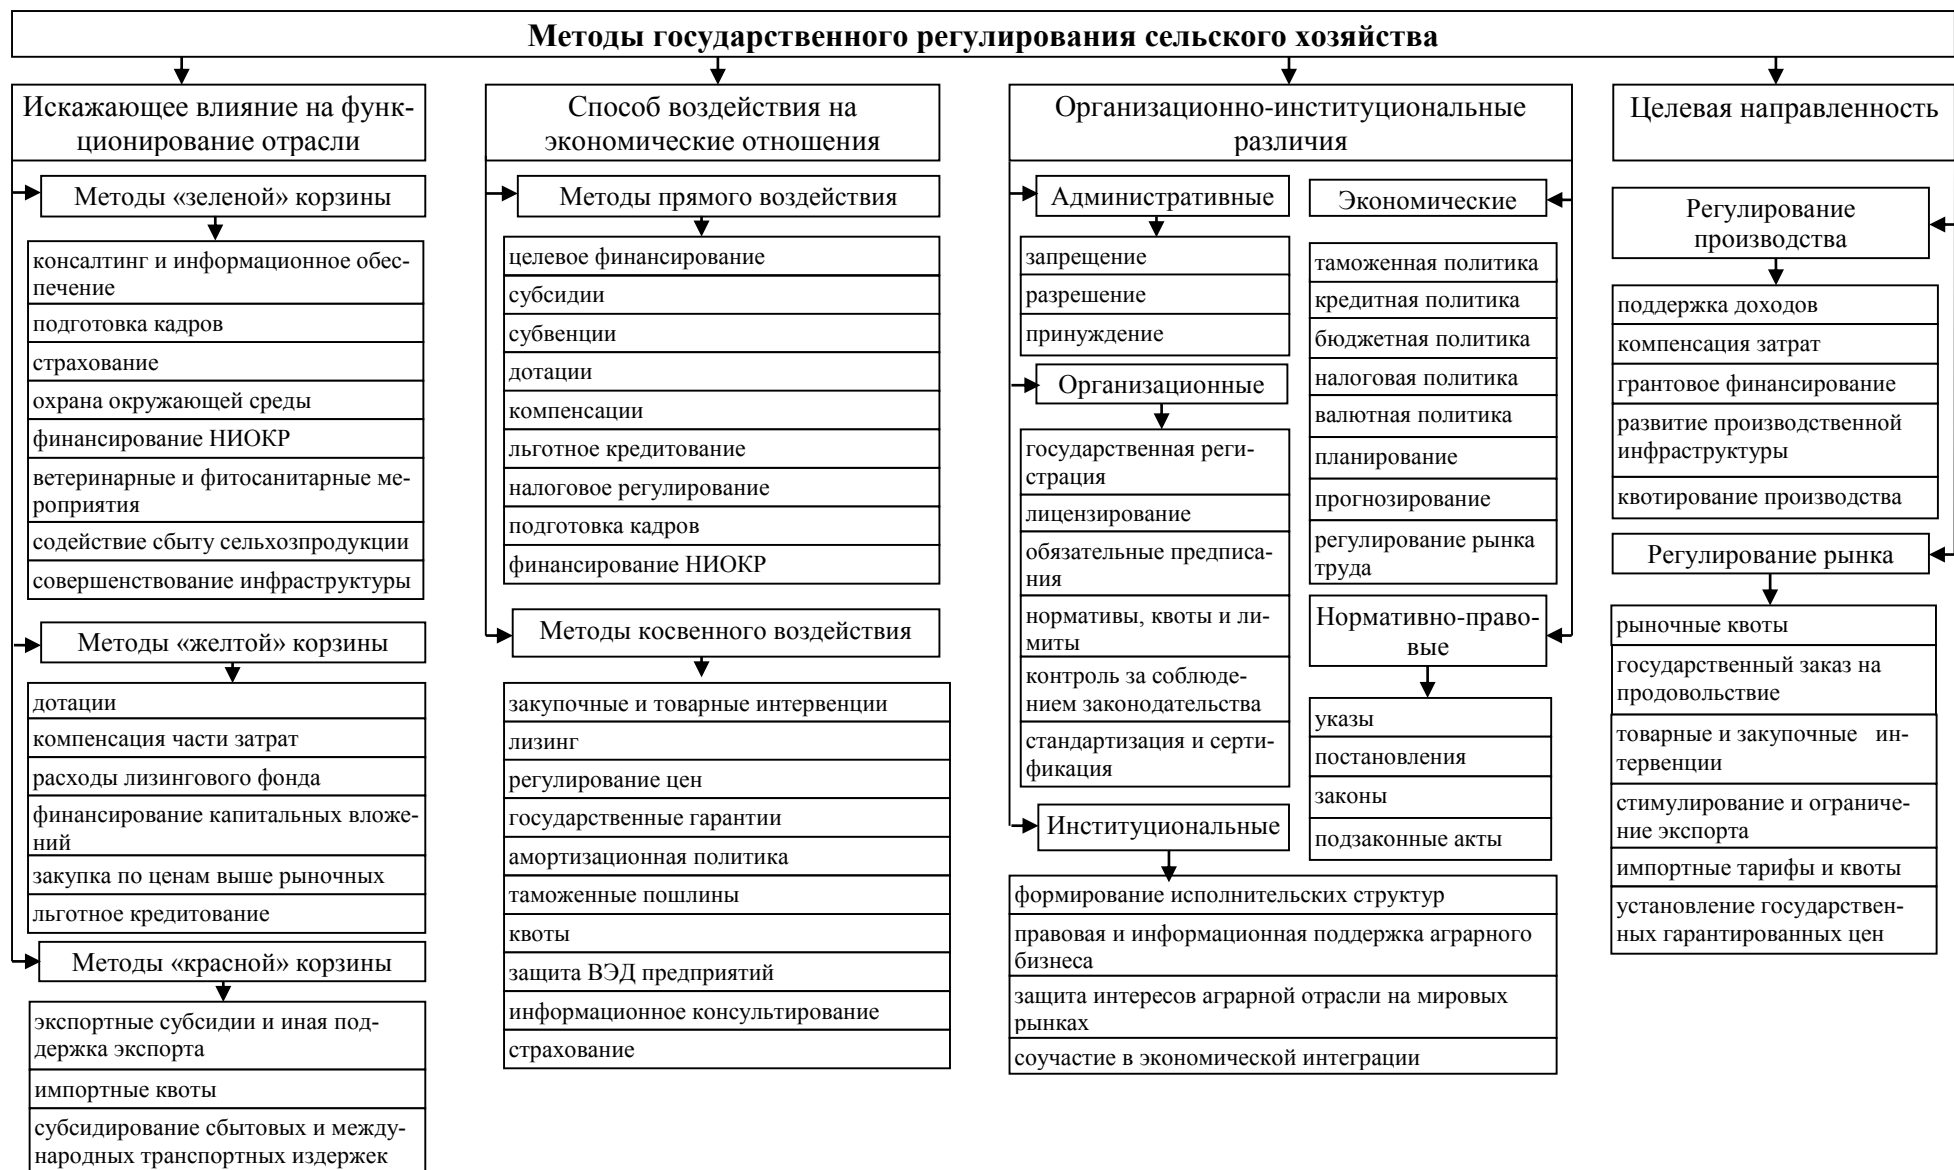 Методы государственного регулирования сельского хозяйства
Искажающее влияние на функ-
ционирование отрасли
Методы «зеленой» корзины
консалтинг и информационное обес-
печение
подготовка кадров
страхование
охрана окружающей среды
финансирование НИОКР
ветеринарные и фитосанитарные ме-
роприятия
содействие сбыту сельхозпродукции
совершенствование инфраструктуры
Методы «желтой» корзины
дотации
компенсация части затрат
расходы лизингового фонда
финансирование капитальных вложе-
ний
закупка по ценам выше рыночных
льготное кредитование
Методы «красной» корзины
экспортные субсидии и иная под-
держка экспорта
импортные квоты
субсидирование сбытовых и между-
народных транспортных издержек
Способ воздействия на
экономические отношения
Методы прямого воздействия
целевое финансирование
субсидии
субвенции
дотации
компенсации
льготное кредитование
налоговое регулирование
подготовка кадров
финансирование НИОКР
Методы косвенного воздействия
закупочные и товарные интервенции
лизинг
регулирование цен
государственные гарантии
амортизационная политика
таможенные пошлины
квоты
защита ВЭД предприятий
информационное консультирование
страхование
Организационно-институциональные
различия
Административные
запрещение
разрешение
принуждение
Организационные
государственная реги-
страция
лицензирование
обязательные предписа-
ния
нормативы, квоты и ли-
миты
контроль за соблюде-
нием законодательства
стандартизация и серти-
фикация
Институциональные
формирование исполнительских структур
правовая и информационная поддержка аграрного
бизнеса
защита интересов аграрной отрасли на мировых
рынках
соучастие в экономической интеграции
Экономические
таможенная политика
кредитная политика
бюджетная политика
налоговая политика
валютная политика
планирование
прогнозирование
регулирование рынка
труда
Нормативно-право-
вые
указы
постановления
законы
подзаконные акты
Целевая направленность
Регулирование
производства
поддержка доходов
компенсация затрат
грантовое финансирование
развитие производственной
инфраструктуры
квотирование производства
Регулирование рынка
рыночные квоты
государственный заказ на
продовольствие
товарные и закупочные ин-
тервенции
стимулирование и ограниче-
ние экспорта
импортные тарифы и квоты
установление государствен-
ных гарантированных цен